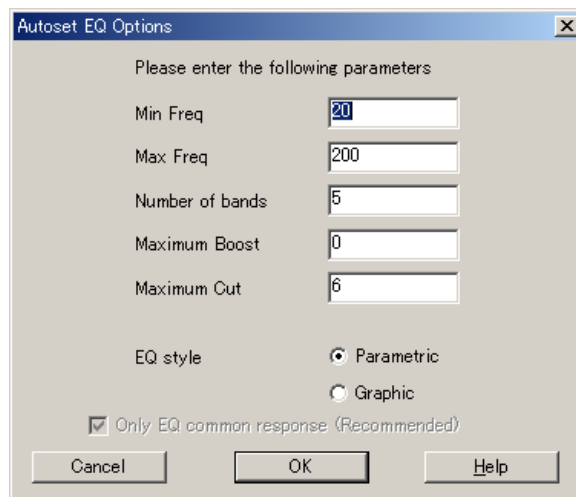 Autoset EQ Options
Please enter the following parameters
Min Freq 20
Max Freq 200
Number of bands 5
Maximum Boost 0
Maximum Cut 6
EQ style Parametric
Graphic
Only EQ common response (Recommended)
Cancel OK Help